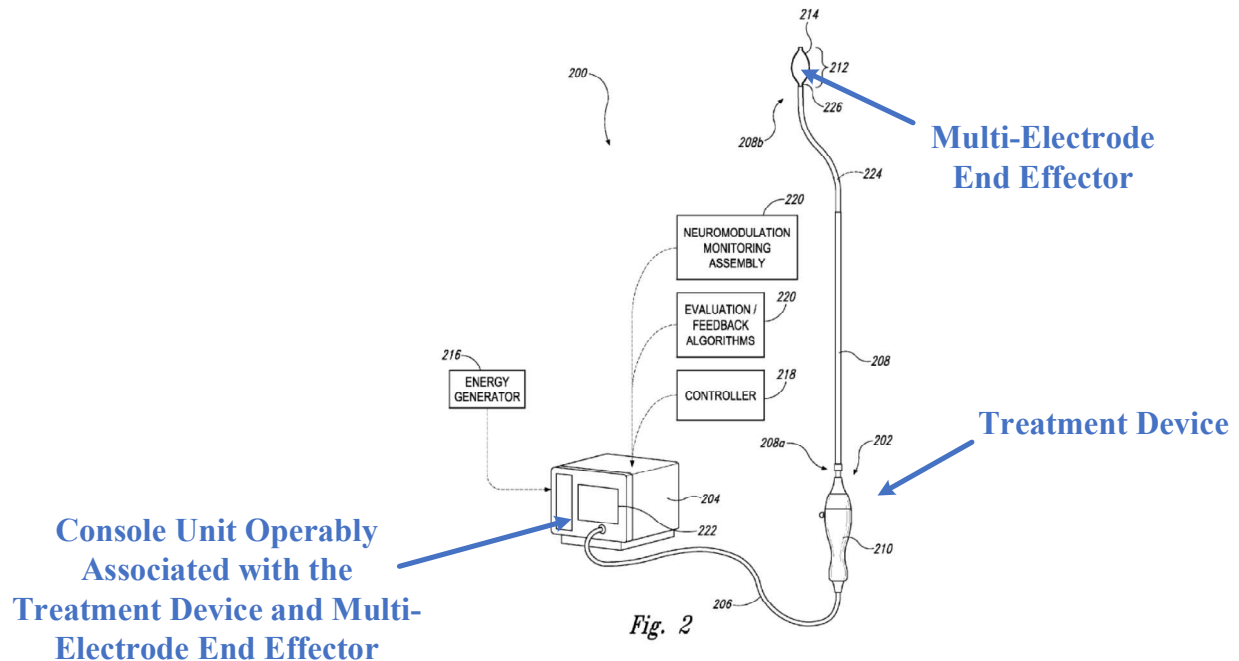 214
212
200
226
208b
Multi-Electrode
End Effector
224
220
NEUROMODULATION
MONITORING
ASSEMBLY
220
EVALUATION /
FEEDBACK
ALGORITHMS
208
216
ENERGY
GENERATOR
218
CONTROLLER
Treatment Device
208a
202
204
222
Console Unit Operably
Associated with the
Treatment Device and Multi-
Electrode End Effector
210
206
Fig. 2